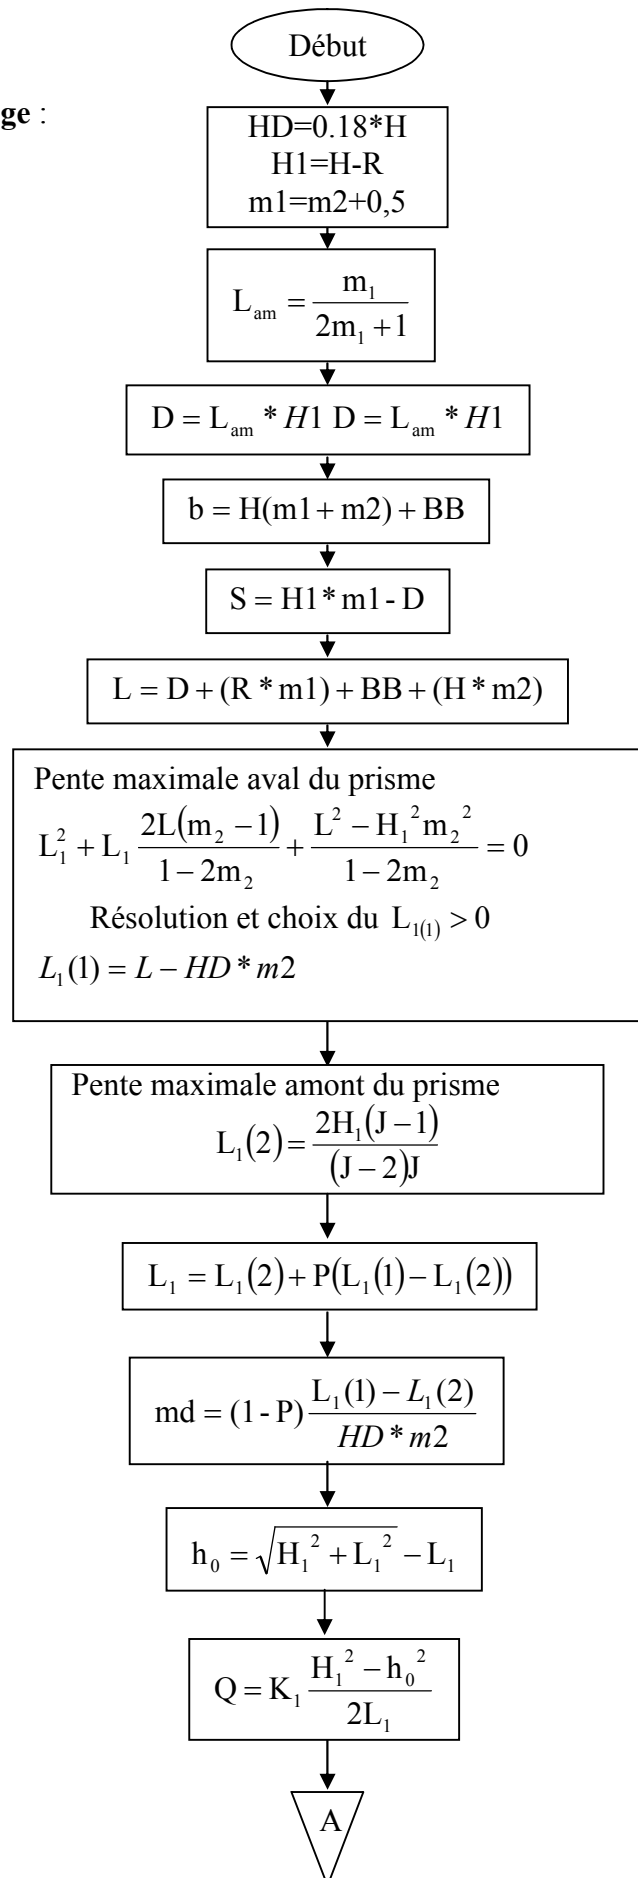 Début
ge :
HD=0.18*H
H1=H-R
m1=m2+0,5
L_am = m_1 / (2m_1 + 1)
D = L_am * H1 D = L_am * H1
b = H(m1 + m2) + BB
S = H1* m1 - D
L = D + (R * m1) + BB + (H * m2)
Pente maximale aval du prisme
L_1^2 + L_1 2L(m_2 − 1) / (1 − 2m_2) + (L^2 − H_1^2 m_2^2) / (1 − 2m_2) = 0
Résolution et choix du L_1(1) > 0
L_1(1) = L − HD * m2
Pente maximale amont du prisme
L_1(2) = 2H_1(J − 1) / (J − 2)J
L_1 = L_1(2) + P(L_1(1) − L_1(2))
md = (1 - P) (L_1(1) − L_1(2)) / (HD * m2)
h_0 = √(H_1^2 + L_1^2) − L_1
Q = K_1 (H_1^2 − h_0^2) / 2L_1
A